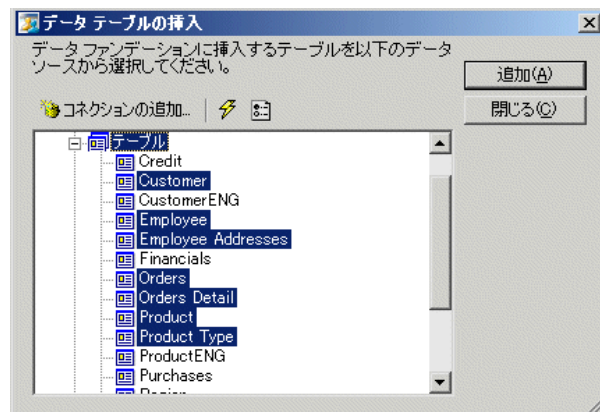 データ テーブルの挿入
データ ファンデーションに挿入するテーブルを以下のデータ
ソースから選択してください。
追加(A)
コネクションの追加...
閉じる(C)
テーブル
Credit
Customer
CustomerENG
Employee
Employee Addresses
Financials
Orders
Orders Detail
Product
Product Type
ProductENG
Purchases